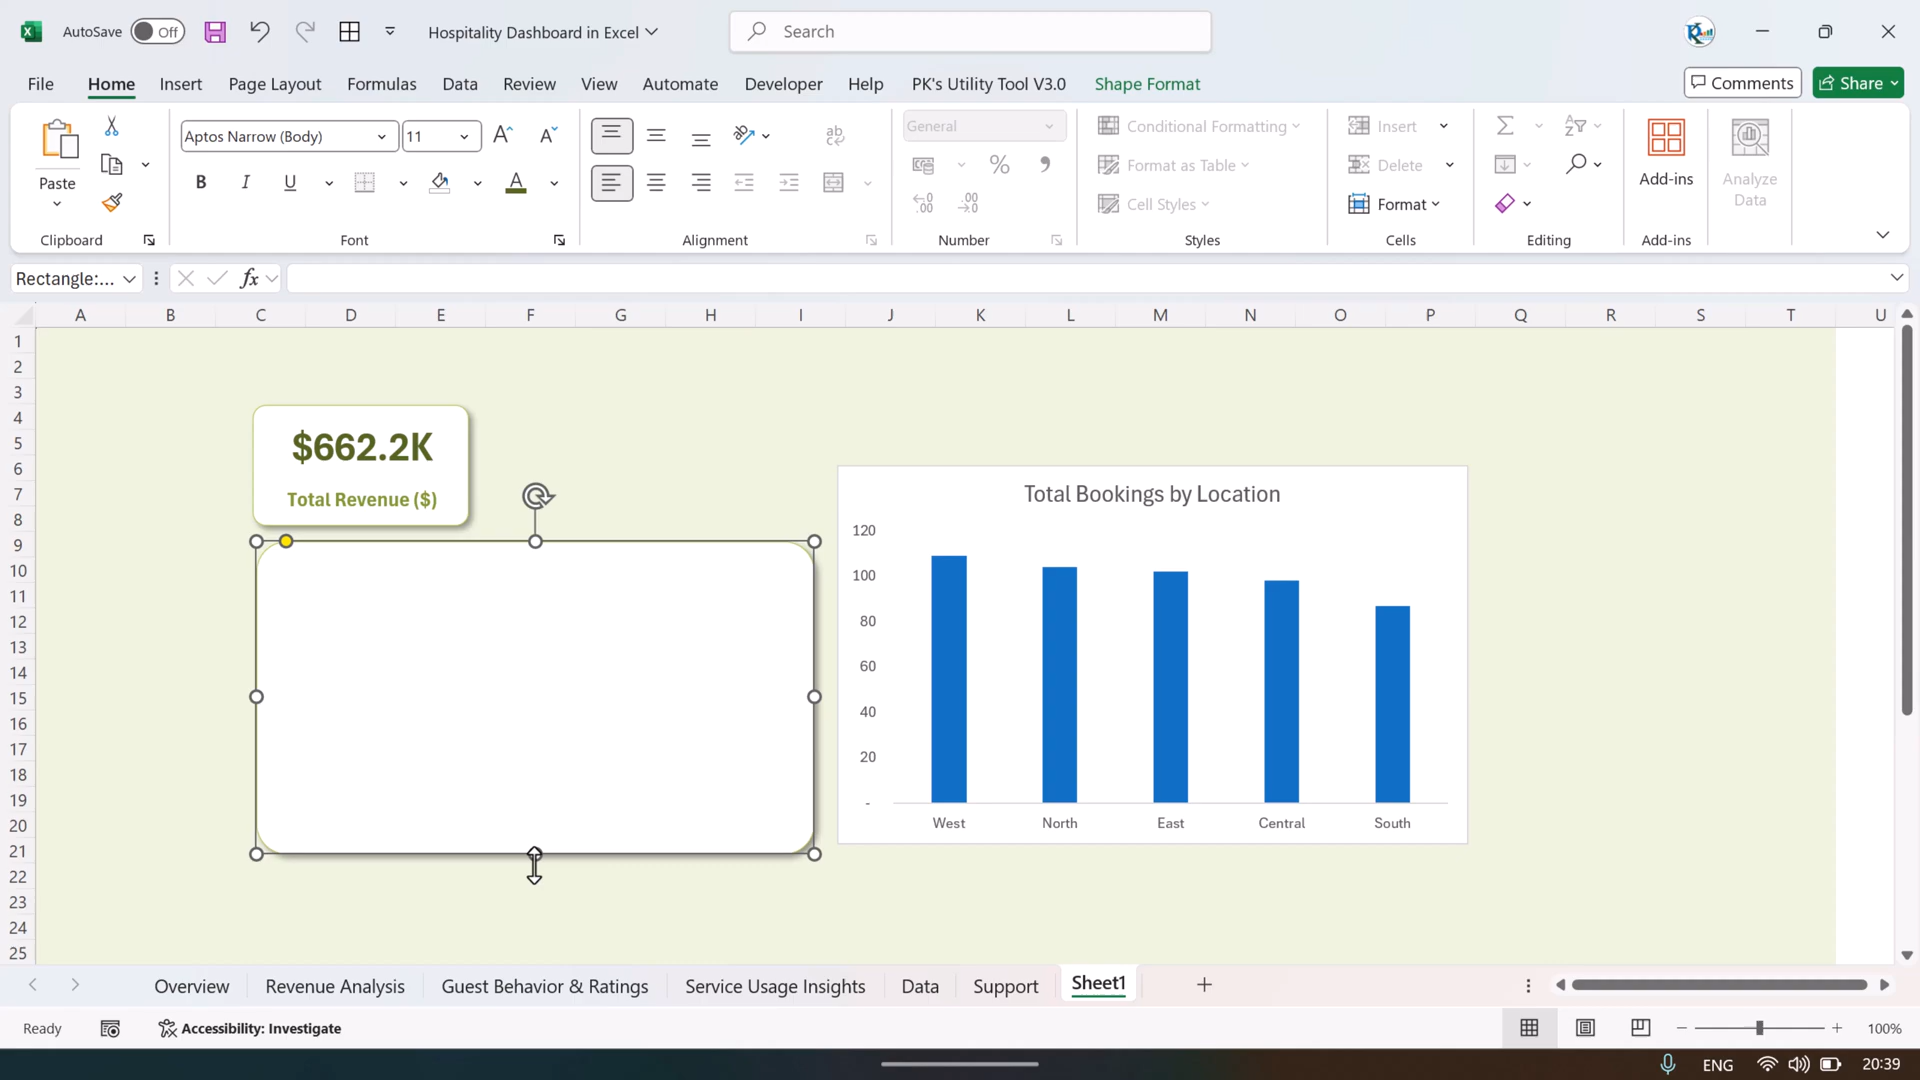 AutoSave Off Hospitality Dashboard in Excel Search
File Home Insert Page Layout Formulas Data Review View Automate Developer Help PK's Utility Tool V3.0 Shape Format Comments Share
Aptos Narrow (Body) 11 General Conditional Formatting Insert
Paste Format as Table Delete Add-ins Analyze Data
B I U A % Cell Styles Format
Clipboard Font Alignment Number Styles Cells Editing Add-ins
Rectangle:... fx
A B C D E F G H I J K L M N O P Q R S T U
1
2
3
4
5
6
7
8
9
10
11
12
13
14
15
16
17
18
19
20
21
22
23
24
25
$662.2K
Total Revenue ($)
Total Bookings by Location
120
100
80
60
40
20
-
West North East Central South
Overview Revenue Analysis Guest Behavior & Ratings Service Usage Insights Data Support Sheet1
Ready Accessibility: Investigate 100%
ENG 20:39